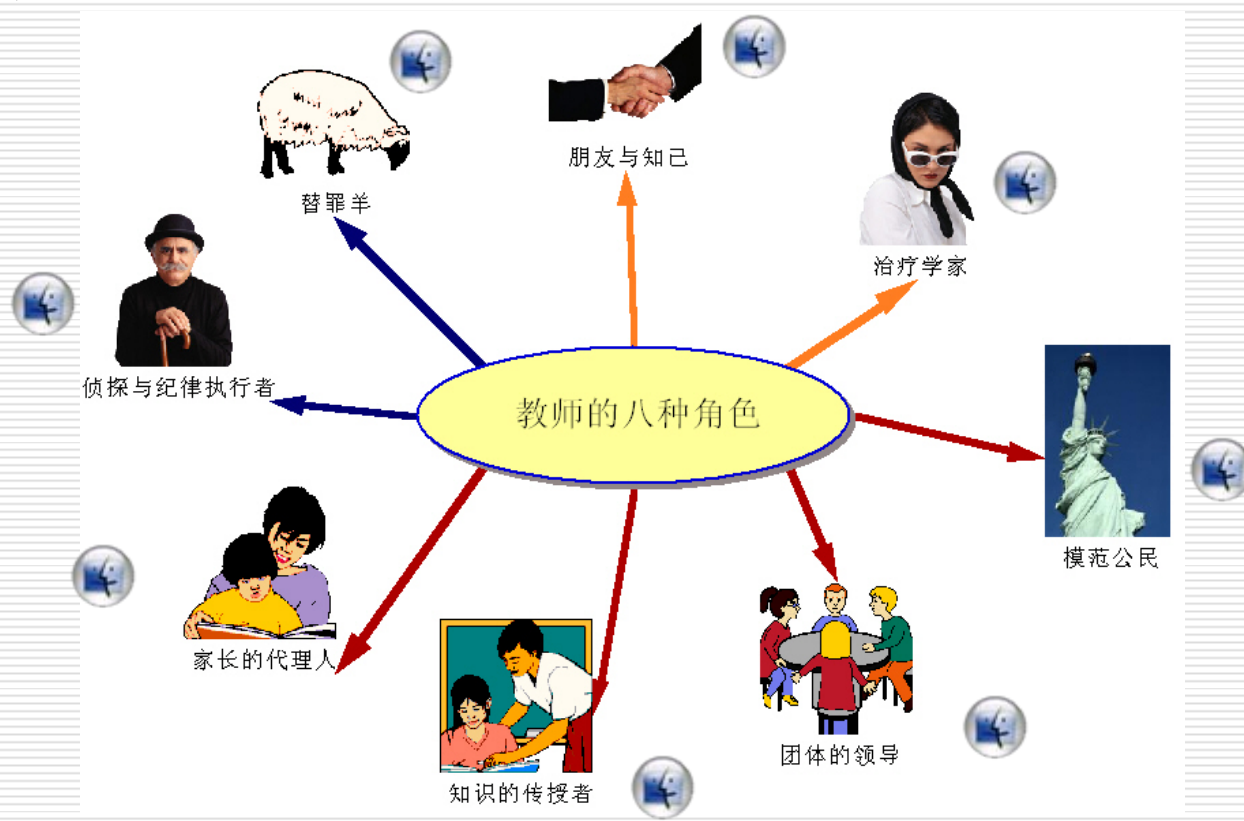 朋友与知己
替罪羊
治疗学家
侦探与纪律执行者
教师的八种角色
模范公民
家长的代理人
团体的领导
知识的传授者